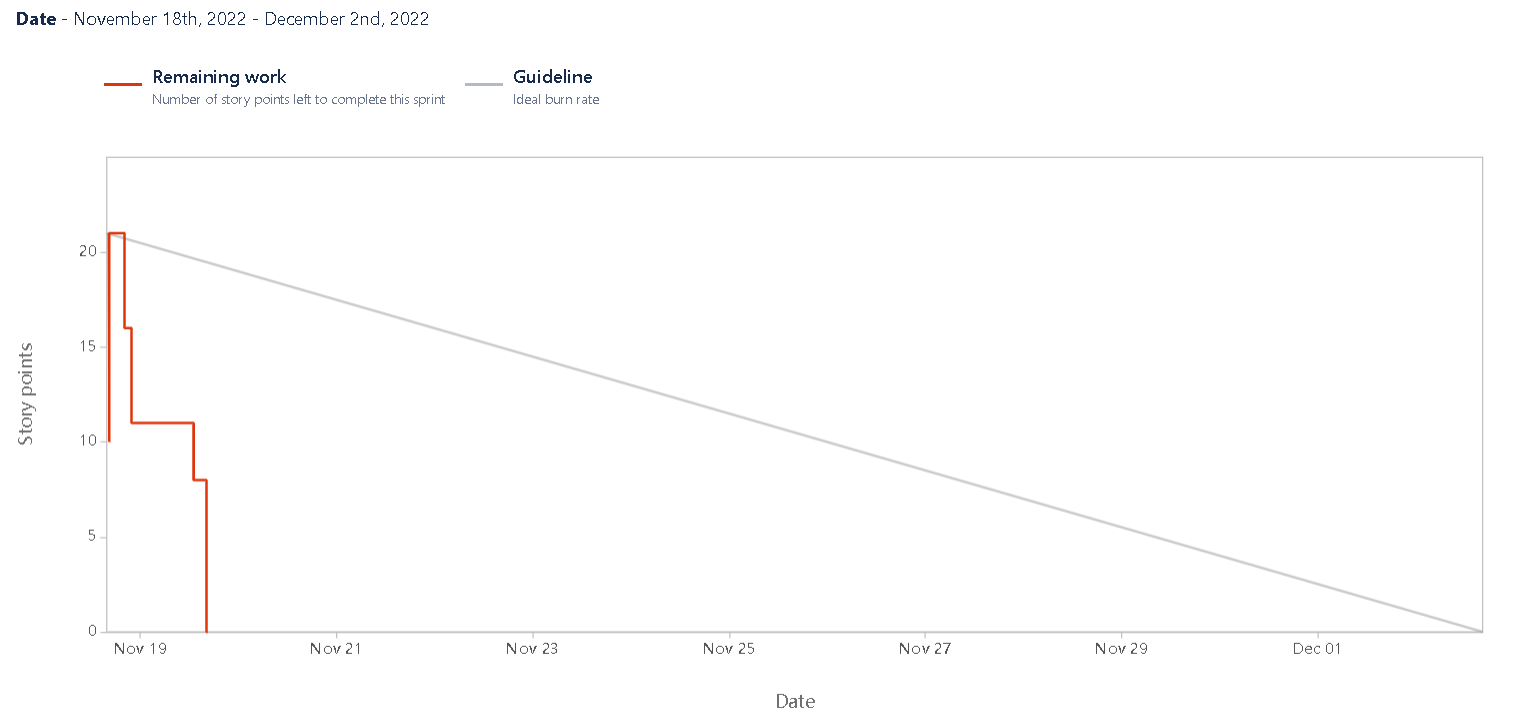 Date - November 18th, 2022 - December 2nd, 2022
Remaining work
Number of story points left to complete this sprint
Guideline
Ideal burn rate
Story points
20
15
10
5
0
Nov 19 Nov 21 Nov 23 Nov 25 Nov 27 Nov 29 Dec 01
Date